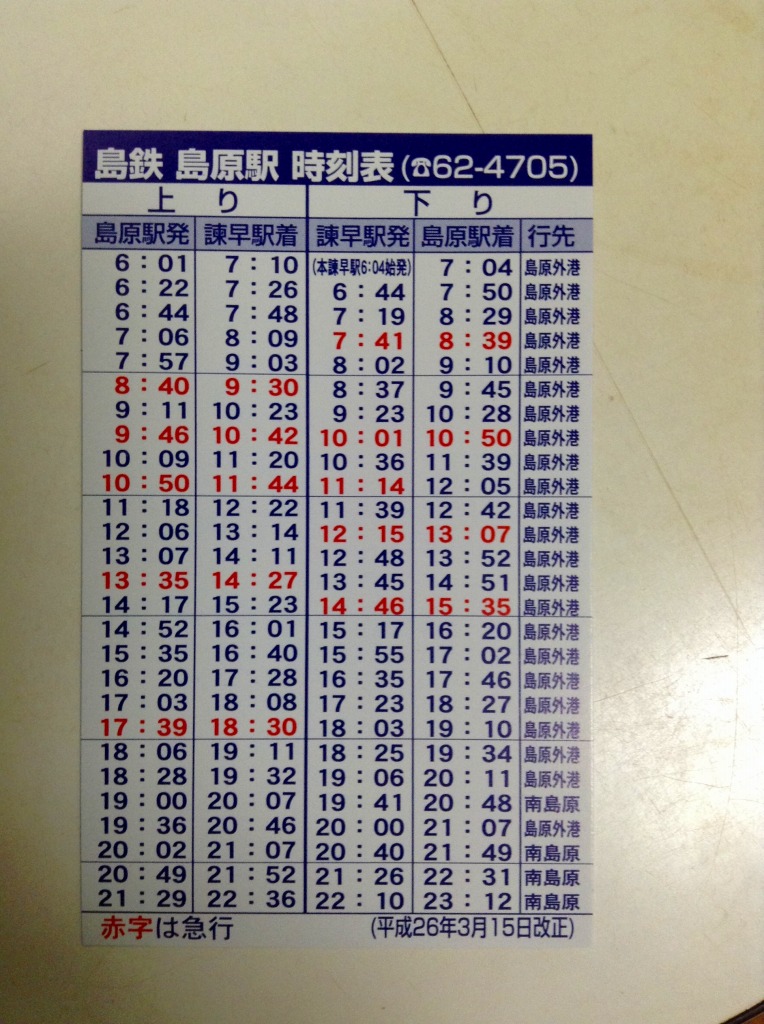 島鉄 島原駅 時刻表(☎62-4705)
上り 下り
島原駅発 諫早駅着 諫早駅発 島原駅着 行先
6:01 7:10 (本諫早駅6:04始発) 7:04 島原外港
6:22 7:26 6:44 7:50 島原外港
6:44 7:48 7:19 8:29 島原外港
7:06 8:09 7:41 8:39 島原外港
7:57 9:03 8:02 9:10 島原外港
8:40 9:30 8:37 9:45 島原外港
9:11 10:23 9:23 10:28 島原外港
9:46 10:42 10:01 10:50 島原外港
10:09 11:20 10:36 11:39 島原外港
10:50 11:44 11:14 12:05 島原外港
11:18 12:22 11:39 12:42 島原外港
12:06 13:14 12:15 13:07 島原外港
13:07 14:11 12:48 13:52 島原外港
13:35 14:27 13:45 14:51 島原外港
14:17 15:23 14:46 15:35 島原外港
14:52 16:01 15:17 16:20 島原外港
15:35 16:40 15:55 17:02 島原外港
16:20 17:28 16:35 17:46 島原外港
17:03 18:08 17:23 18:27 島原外港
17:39 18:30 18:03 19:10 島原外港
18:06 19:11 18:25 19:34 島原外港
18:28 19:32 19:06 20:11 島原外港
19:00 20:07 19:41 20:48 南島原
19:36 20:46 20:00 21:07 島原外港
20:02 21:07 20:40 21:49 南島原
20:49 21:52 21:26 22:31 南島原
21:29 22:36 22:10 23:12 南島原
赤字は急行 (平成26年3月15日改正)